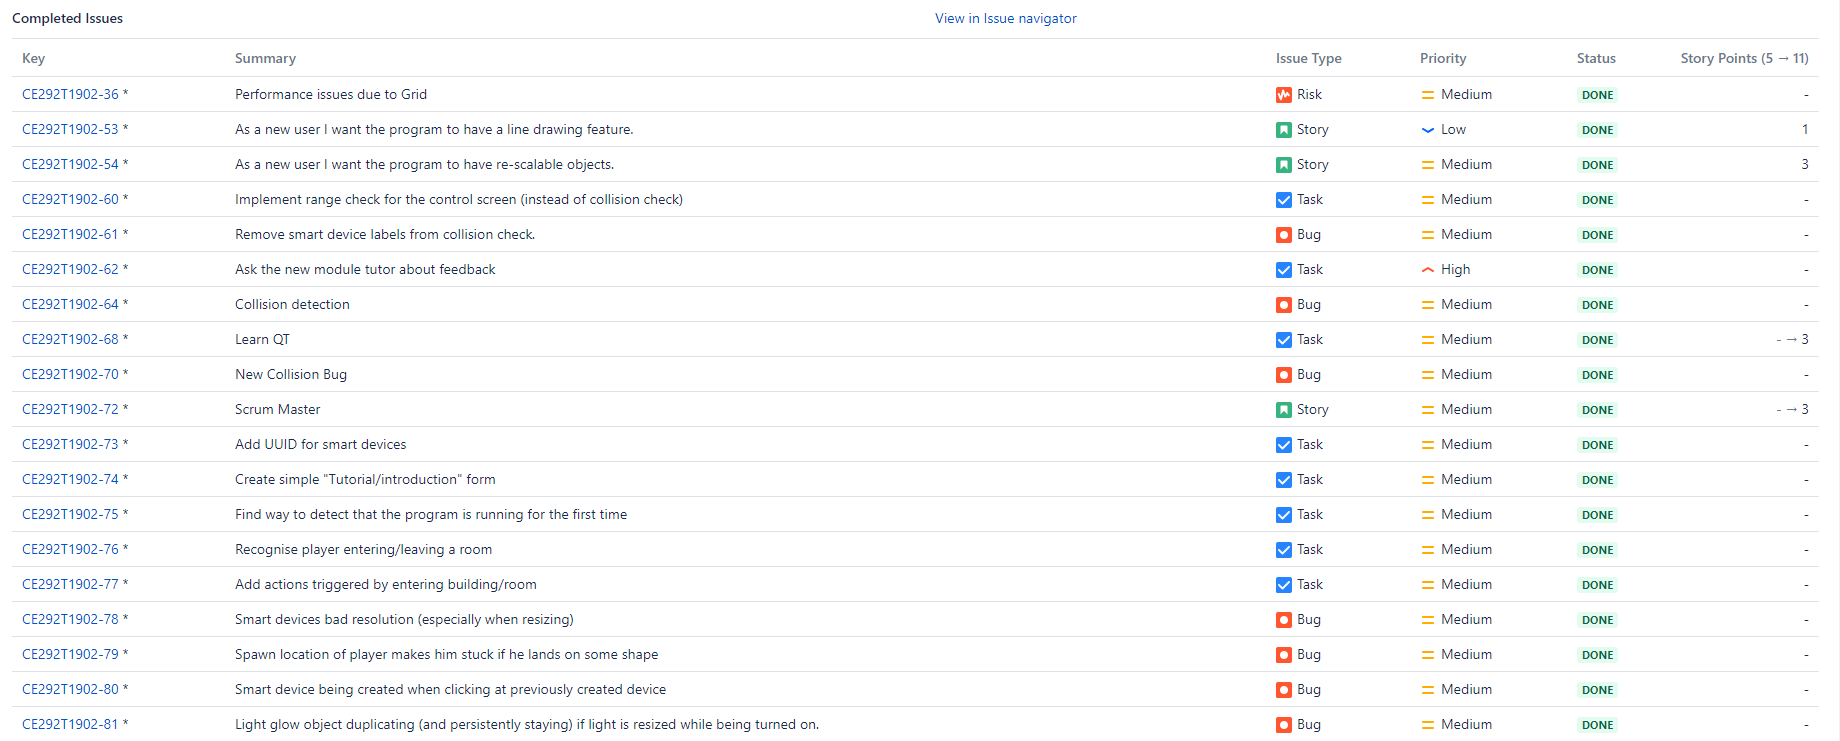 Completed Issues View in Issue navigator
Key Summary Issue Type Priority Status Story Points (5 → 11)
CE292T1902-36 * Performance issues due to Grid Risk Medium DONE -
CE292T1902-53 * As a new user I want the program to have a line drawing feature. Story Low DONE 1
CE292T1902-54 * As a new user I want the program to have re-scalable objects. Story Medium DONE 3
CE292T1902-60 * Implement range check for the control screen (instead of collision check) Task Medium DONE -
CE292T1902-61 * Remove smart device labels from collision check. Bug Medium DONE -
CE292T1902-62 * Ask the new module tutor about feedback Task High DONE -
CE292T1902-64 * Collision detection Bug Medium DONE -
CE292T1902-68 * Learn QT Task Medium DONE - → 3
CE292T1902-70 * New Collision Bug Bug Medium DONE -
CE292T1902-72 * Scrum Master Story Medium DONE - → 3
CE292T1902-73 * Add UUID for smart devices Task Medium DONE -
CE292T1902-74 * Create simple "Tutorial/introduction" form Task Medium DONE -
CE292T1902-75 * Find way to detect that the program is running for the first time Task Medium DONE -
CE292T1902-76 * Recognise player entering/leaving a room Task Medium DONE -
CE292T1902-77 * Add actions triggered by entering building/room Task Medium DONE -
CE292T1902-78 * Smart devices bad resolution (especially when resizing) Bug Medium DONE -
CE292T1902-79 * Spawn location of player makes him stuck if he lands on some shape Bug Medium DONE -
CE292T1902-80 * Smart device being created when clicking at previously created device Bug Medium DONE -
CE292T1902-81 * Light glow object duplicating (and persistently staying) if light is resized while being turned on. Bug Medium DONE -